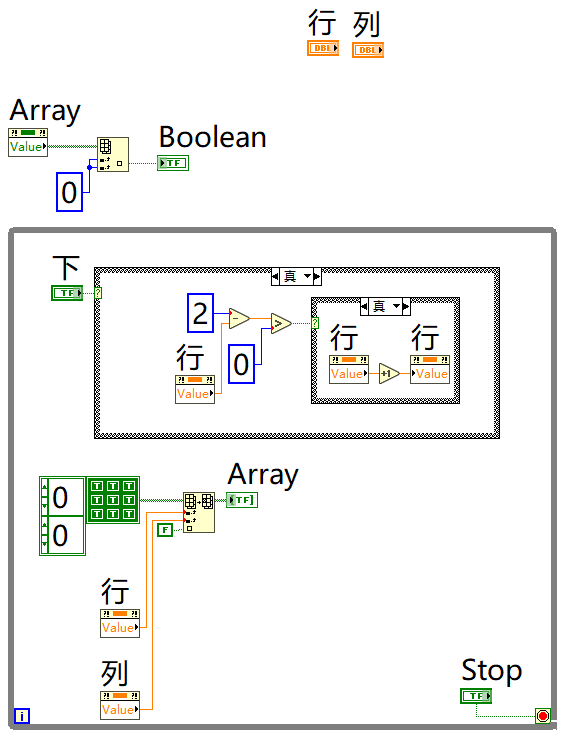 行 列
DBL DBL
Array
?! ?!
Value
Boolean
TF
0
下
TF
?
真
2
-
>
0
行
?! ?!
Value
?
真
行 行
?! ?! ?! ?!
Value +1 Value
0
0
T T T
T T T
T T T
Array
TF
F
行
?! ?!
Value
列
?! ?!
Value
Stop
TF
i